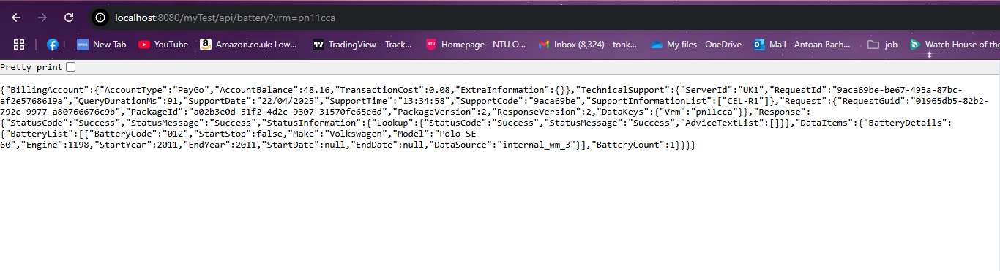 localhost:8080/myTest/api/battery?vrm=pn11cca
I New Tab YouTube Amazon.co.uk: Low... TradingView – Track... NTU Homepage - NTU O... Inbox (8,324) - tonk... My files - OneDrive Mail - Antoan Bach... job Watch House of the
Pretty print
{"BillingAccount":{"AccountType":"PayGo","AccountBalance":48.16,"TransactionCost":0.08,"ExtraInformation":{}},"TechnicalSupport":{"ServerId":"UK1","RequestId":"9aca69be-be67-495a-87bc-
af2e5768619a","QueryDurationMs":91,"SupportDate":"22/04/2025","SupportTime":"13:34:58","SupportCode":"9aca69be","SupportInformationList":["CEL-R1"]},"Request":{"RequestGuid":"01965db5-82b2-
792e-9977-a80766676c9b","PackageId":"a02b3e0d-51f2-4d2c-9307-31570fe65e6d","PackageVersion":2,"ResponseVersion":2,"DataKeys":{"Vrm":"pn11cca"}},"Response":
{"StatusCode":"Success","StatusMessage":"Success","StatusInformation":{"Lookup":{"StatusCode":"Success","StatusMessage":"Success","AdviceTextList":[]}},"DataItems":{"BatteryDetails":
{"BatteryList":[{"BatteryCode":"012","StartStop":false,"Make":"Volkswagen","Model":"Polo SE
60","Engine":1198,"StartYear":2011,"EndYear":2011,"StartDate":null,"EndDate":null,"DataSource":"internal_wm_3"}],"BatteryCount":1}}}}